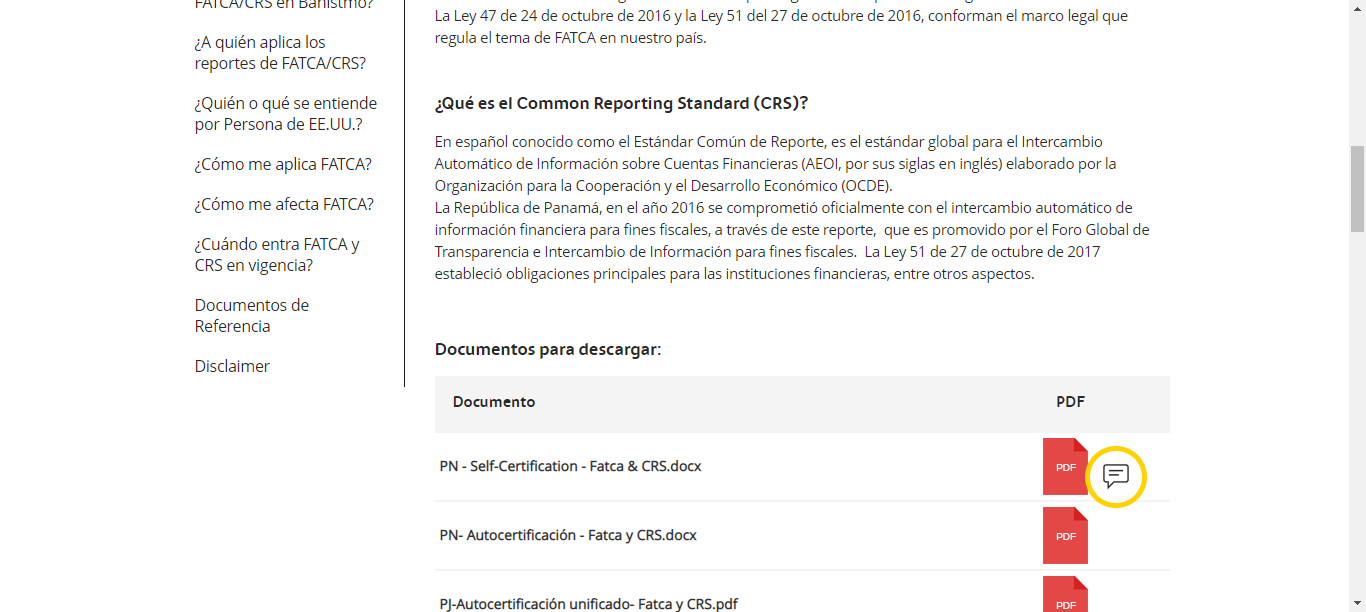 FATCA/CRS en Banistmo?
¿A quién aplica los
reportes de FATCA/CRS?
¿Quién o qué se entiende
por Persona de EE.UU.?
¿Cómo me aplica FATCA?
¿Cómo me afecta FATCA?
¿Cuándo entra FATCA y
CRS en vigencia?
Documentos de
Referencia
Disclaimer
La Ley 47 de 24 de octubre de 2016 y la Ley 51 del 27 de octubre de 2016, conforman el marco legal que
regula el tema de FATCA en nuestro país.
¿Qué es el Common Reporting Standard (CRS)?
En español conocido como el Estándar Común de Reporte, es el estándar global para el Intercambio
Automático de Información sobre Cuentas Financieras (AEOI, por sus siglas en inglés) elaborado por la
Organización para la Cooperación y el Desarrollo Económico (OCDE).
La República de Panamá, en el año 2016 se comprometió oficialmente con el intercambio automático de
información financiera para fines fiscales, a través de este reporte,  que es promovido por el Foro Global de
Transparencia e Intercambio de Información para fines fiscales.  La Ley 51 de 27 de octubre de 2017
estableció obligaciones principales para las instituciones financieras, entre otros aspectos.
Documentos para descargar:
Documento PDF
PN - Self-Certification - Fatca & CRS.docx PDF
PN- Autocertificación - Fatca y CRS.docx PDF
PJ-Autocertificación unificado- Fatca y CRS.pdf PDF